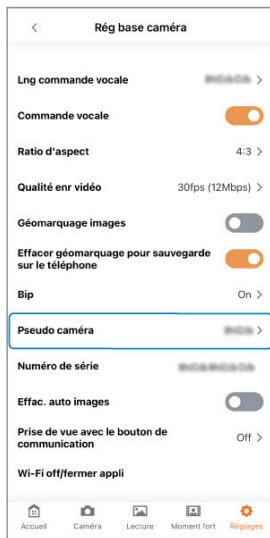 Rég base caméra
Lng commande vocale
Commande vocale
Ratio d'aspect 4:3
Qualité enr vidéo 30fps (12Mbps)
Géomarquage images
Effacer géomarquage pour sauvegarde
sur le téléphone
Bip On
Pseudo caméra
Numéro de série
Effac. auto images
Prise de vue avec le bouton de
communication Off
Wi-Fi off/fermer appli
Accueil Caméra Lecture Moment fort Réglages